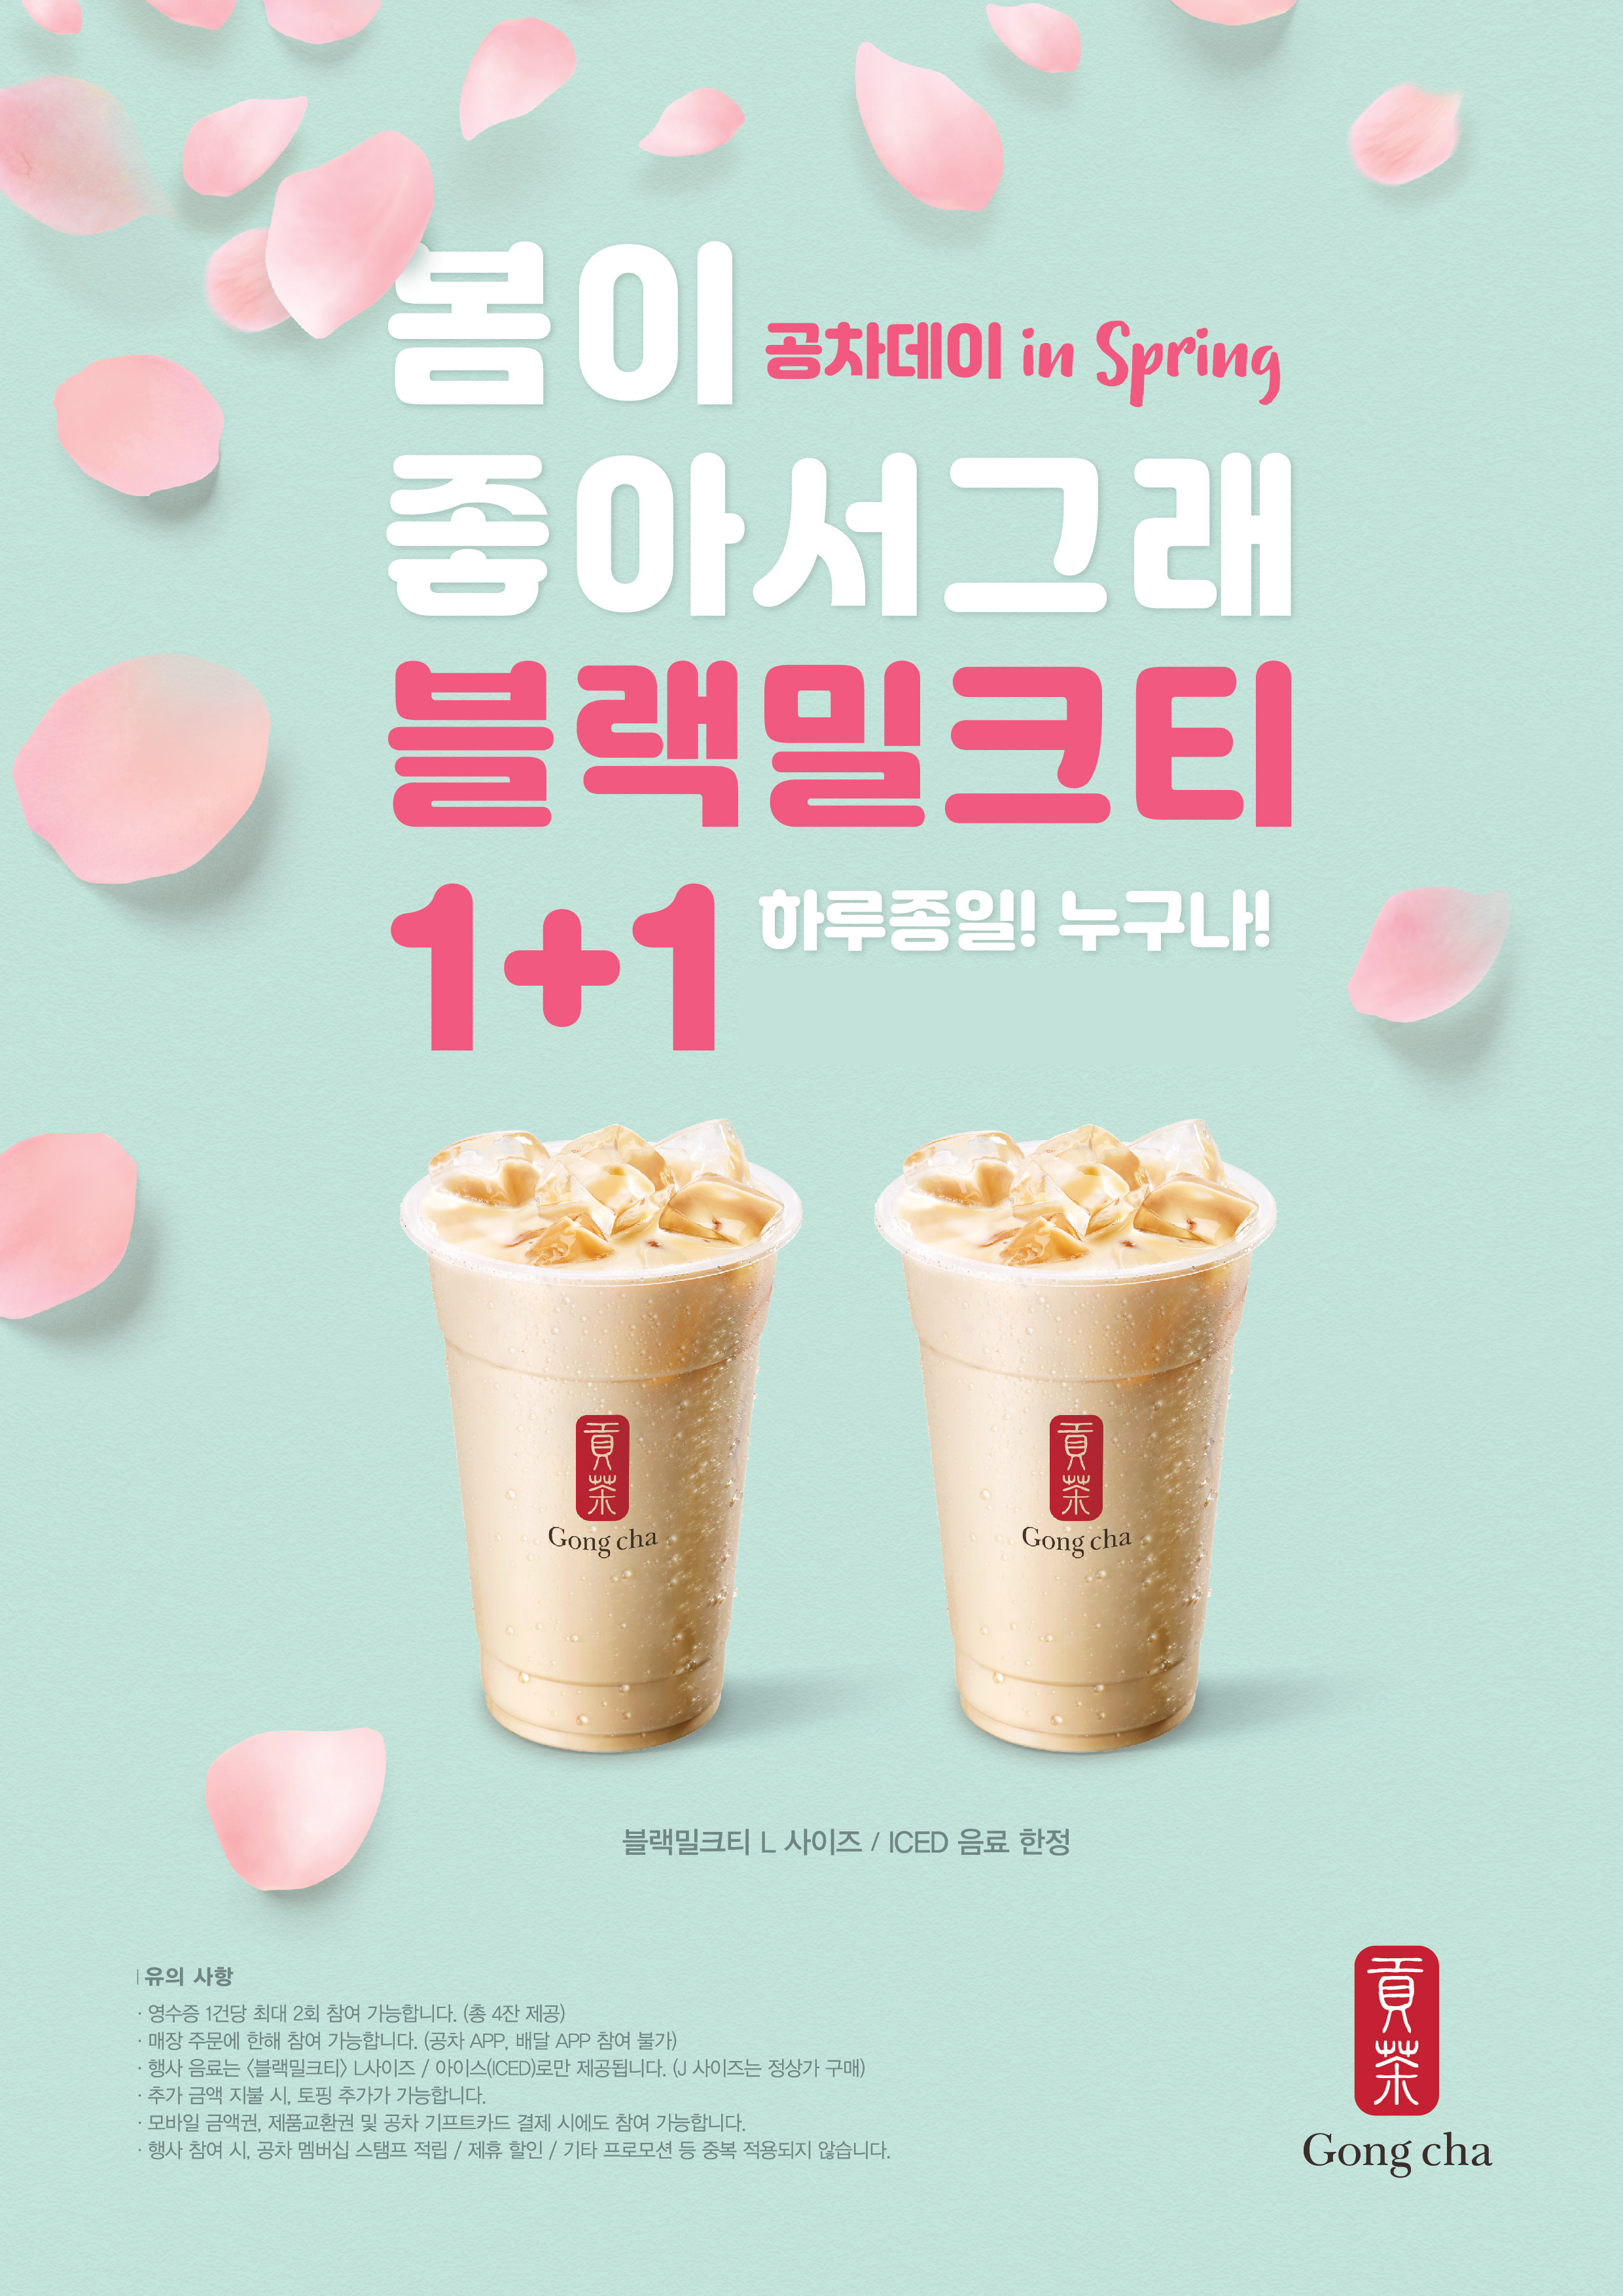 봄이 공차데이 in Spring
좋아서그래
블랙밀크티
1+1 하루종일! 누구나!
貢茶
Gong cha
貢茶
Gong cha
블랙밀크티 L 사이즈 / ICED 음료 한정
유의 사항
· 영수증 1건당 최대 2회 참여 가능합니다. (총 4잔 제공)
· 매장 주문에 한해 참여 가능합니다. (공차 APP, 배달 APP 참여 불가)
· 행사 음료는 <블랙밀크티> L사이즈 / 아이스(ICED)로만 제공됩니다. (J 사이즈는 정상가 구매)
· 추가 금액 지불 시, 토핑 추가가 가능합니다.
· 모바일 금액권, 제품교환권 및 공차 기프트카드 결제 시에도 참여 가능합니다.
· 행사 참여 시, 공차 멤버십 스탬프 적립 / 제휴 할인 / 기타 프로모션 등 중복 적용되지 않습니다.
貢茶
Gong cha